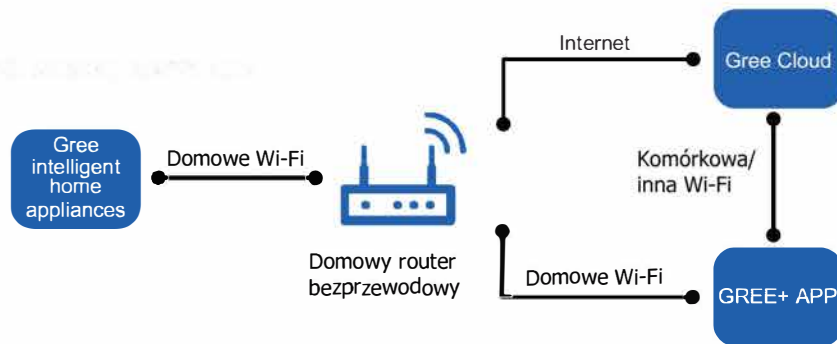 Internet
Gree Cloud
Gree
intelligent
home
appliances
Domowe Wi-Fi
Komórkowa/
inna Wi-Fi
Domowy router
bezprzewodowy
Domowe Wi-Fi
GREE+ APP